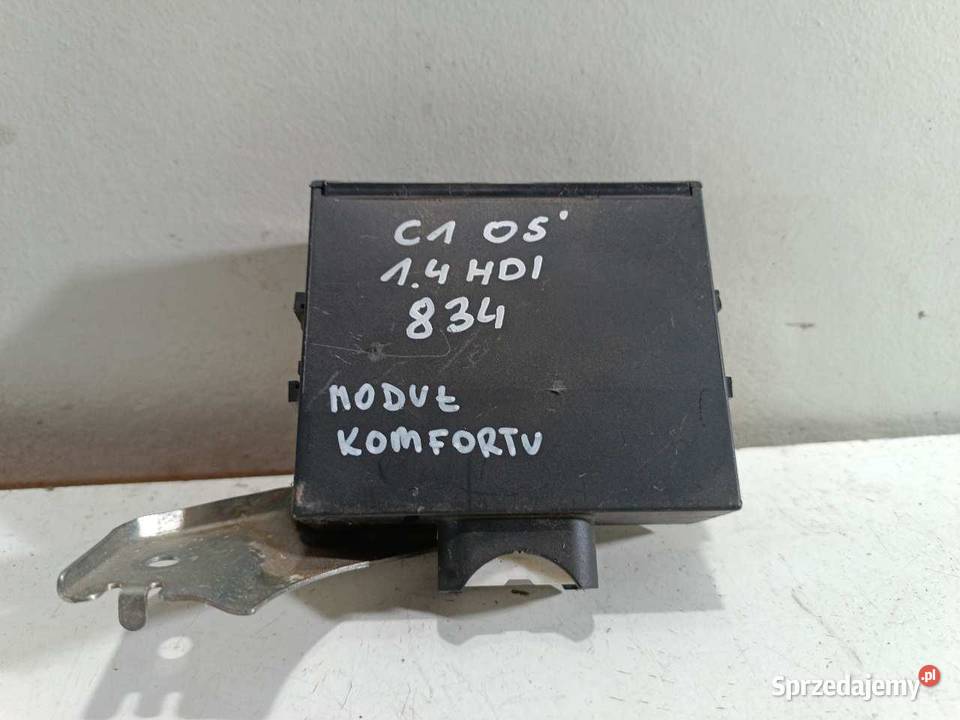 C1 05'
1.4 HDI
834
MODUŁ
KOMFORTU
Sprzedajemy.pl